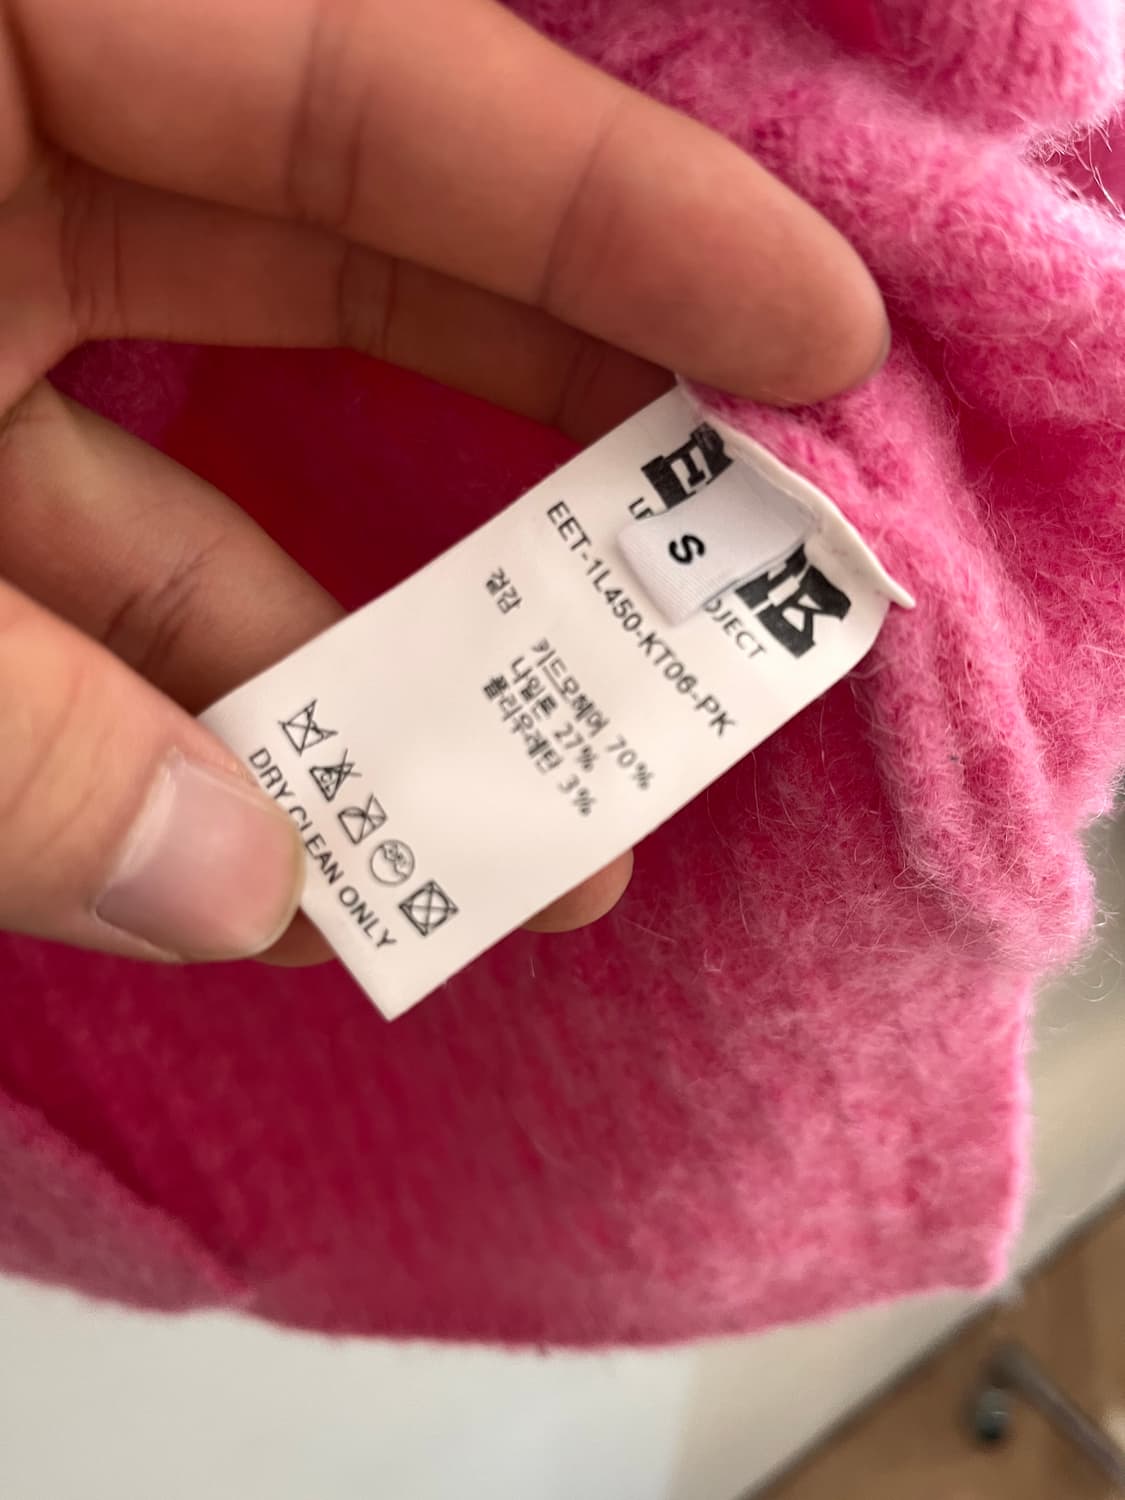 S
EET-1L450-KT06-PK
겉감
키드모헤어 70%
나일론 27%
폴리우레탄 3%
DRY CLEAN ONLY